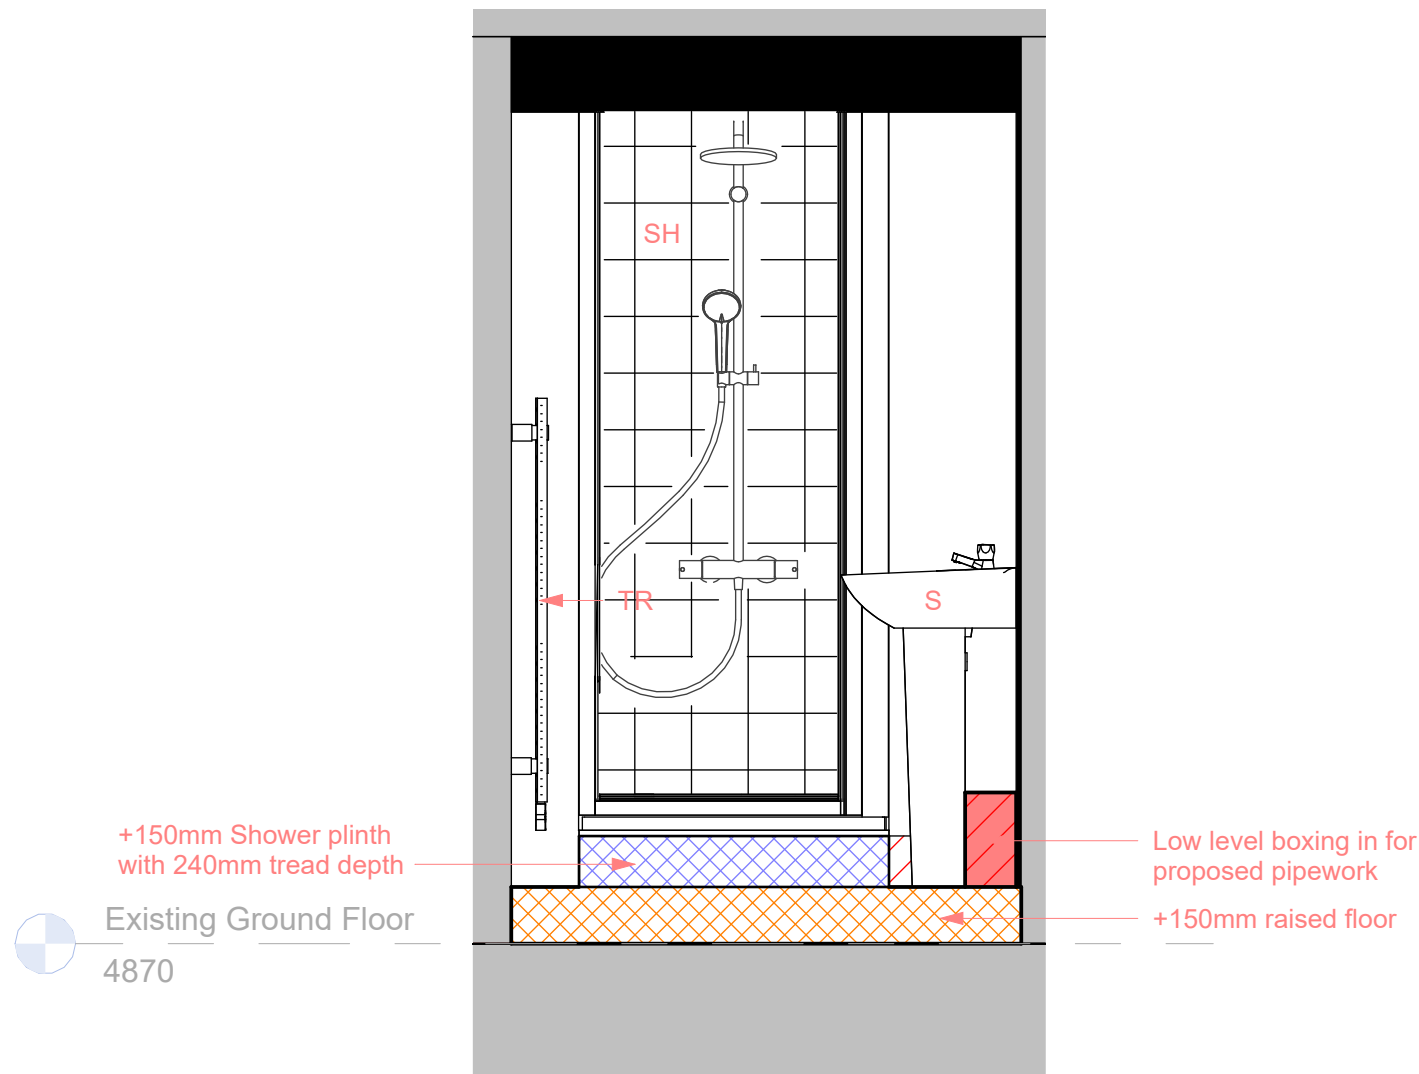 SH
TR
S
+150mm Shower plinth
with 240mm tread depth
Low level boxing in for
proposed pipework
Existing Ground Floor
+150mm raised floor
4870